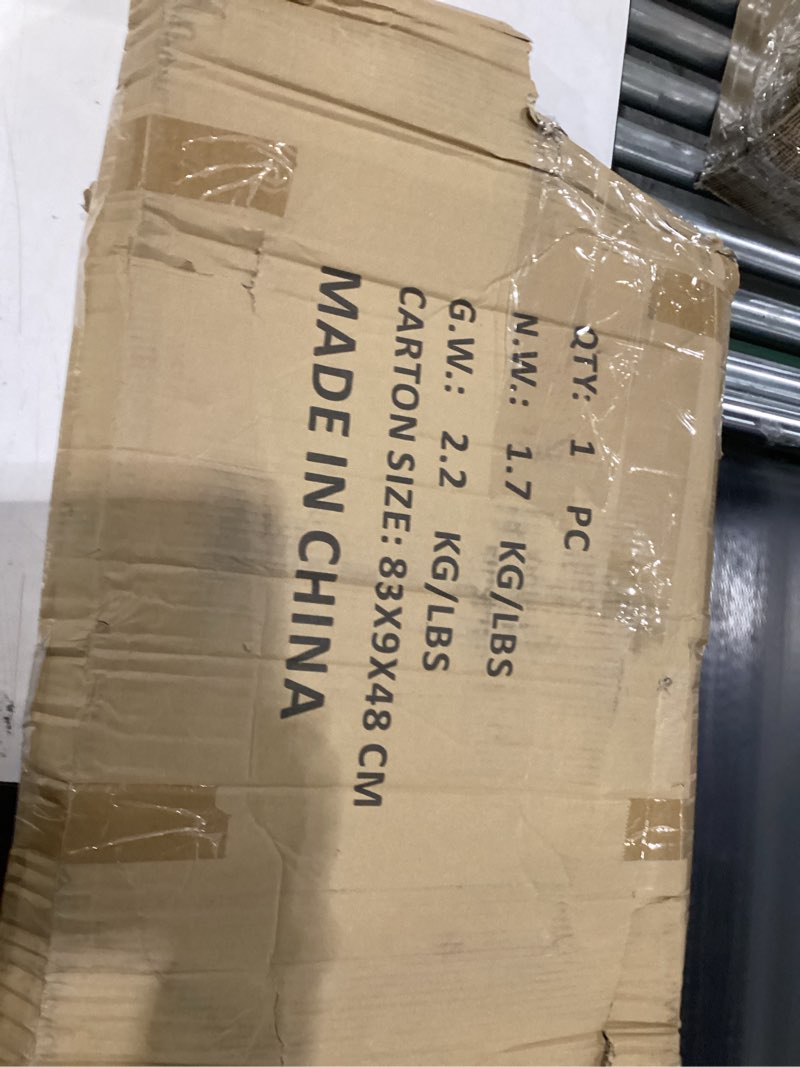 QTY: 1 PC
N.W.: 1.7 KG/LBS
G.W.: 2.2 KG/LBS
CARTON SIZE: 83X9X48 CM
MADE IN CHINA